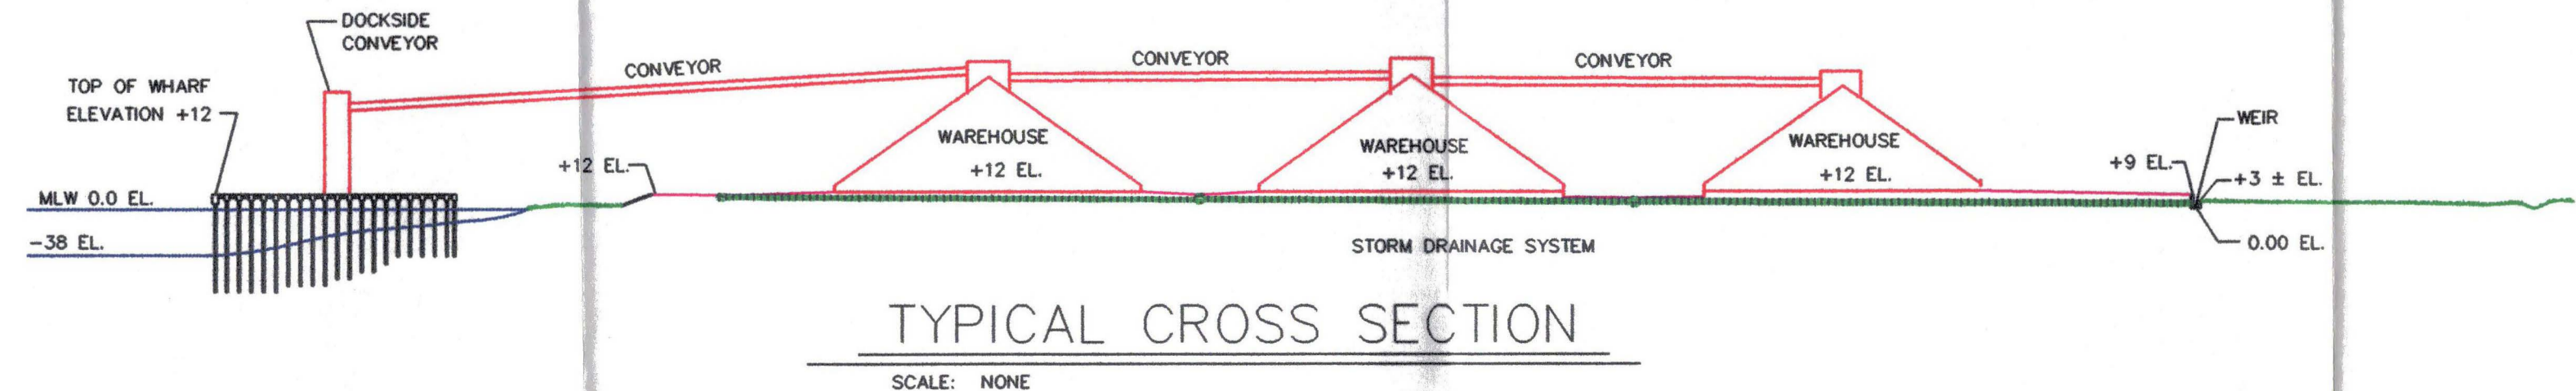 DOCKSIDE
CONVEYOR
TOP OF WHARF
ELEVATION +12
MLW 0.0 EL.
-38 EL.
CONVEYOR
+12 EL.
WAREHOUSE
+12 EL.
CONVEYOR
WAREHOUSE
+12 EL.
CONVEYOR
WAREHOUSE
+12 EL.
WEIR
+9 EL.
+3 ± EL.
0.00 EL.
STORM DRAINAGE SYSTEM
TYPICAL CROSS SECTION
SCALE: NONE